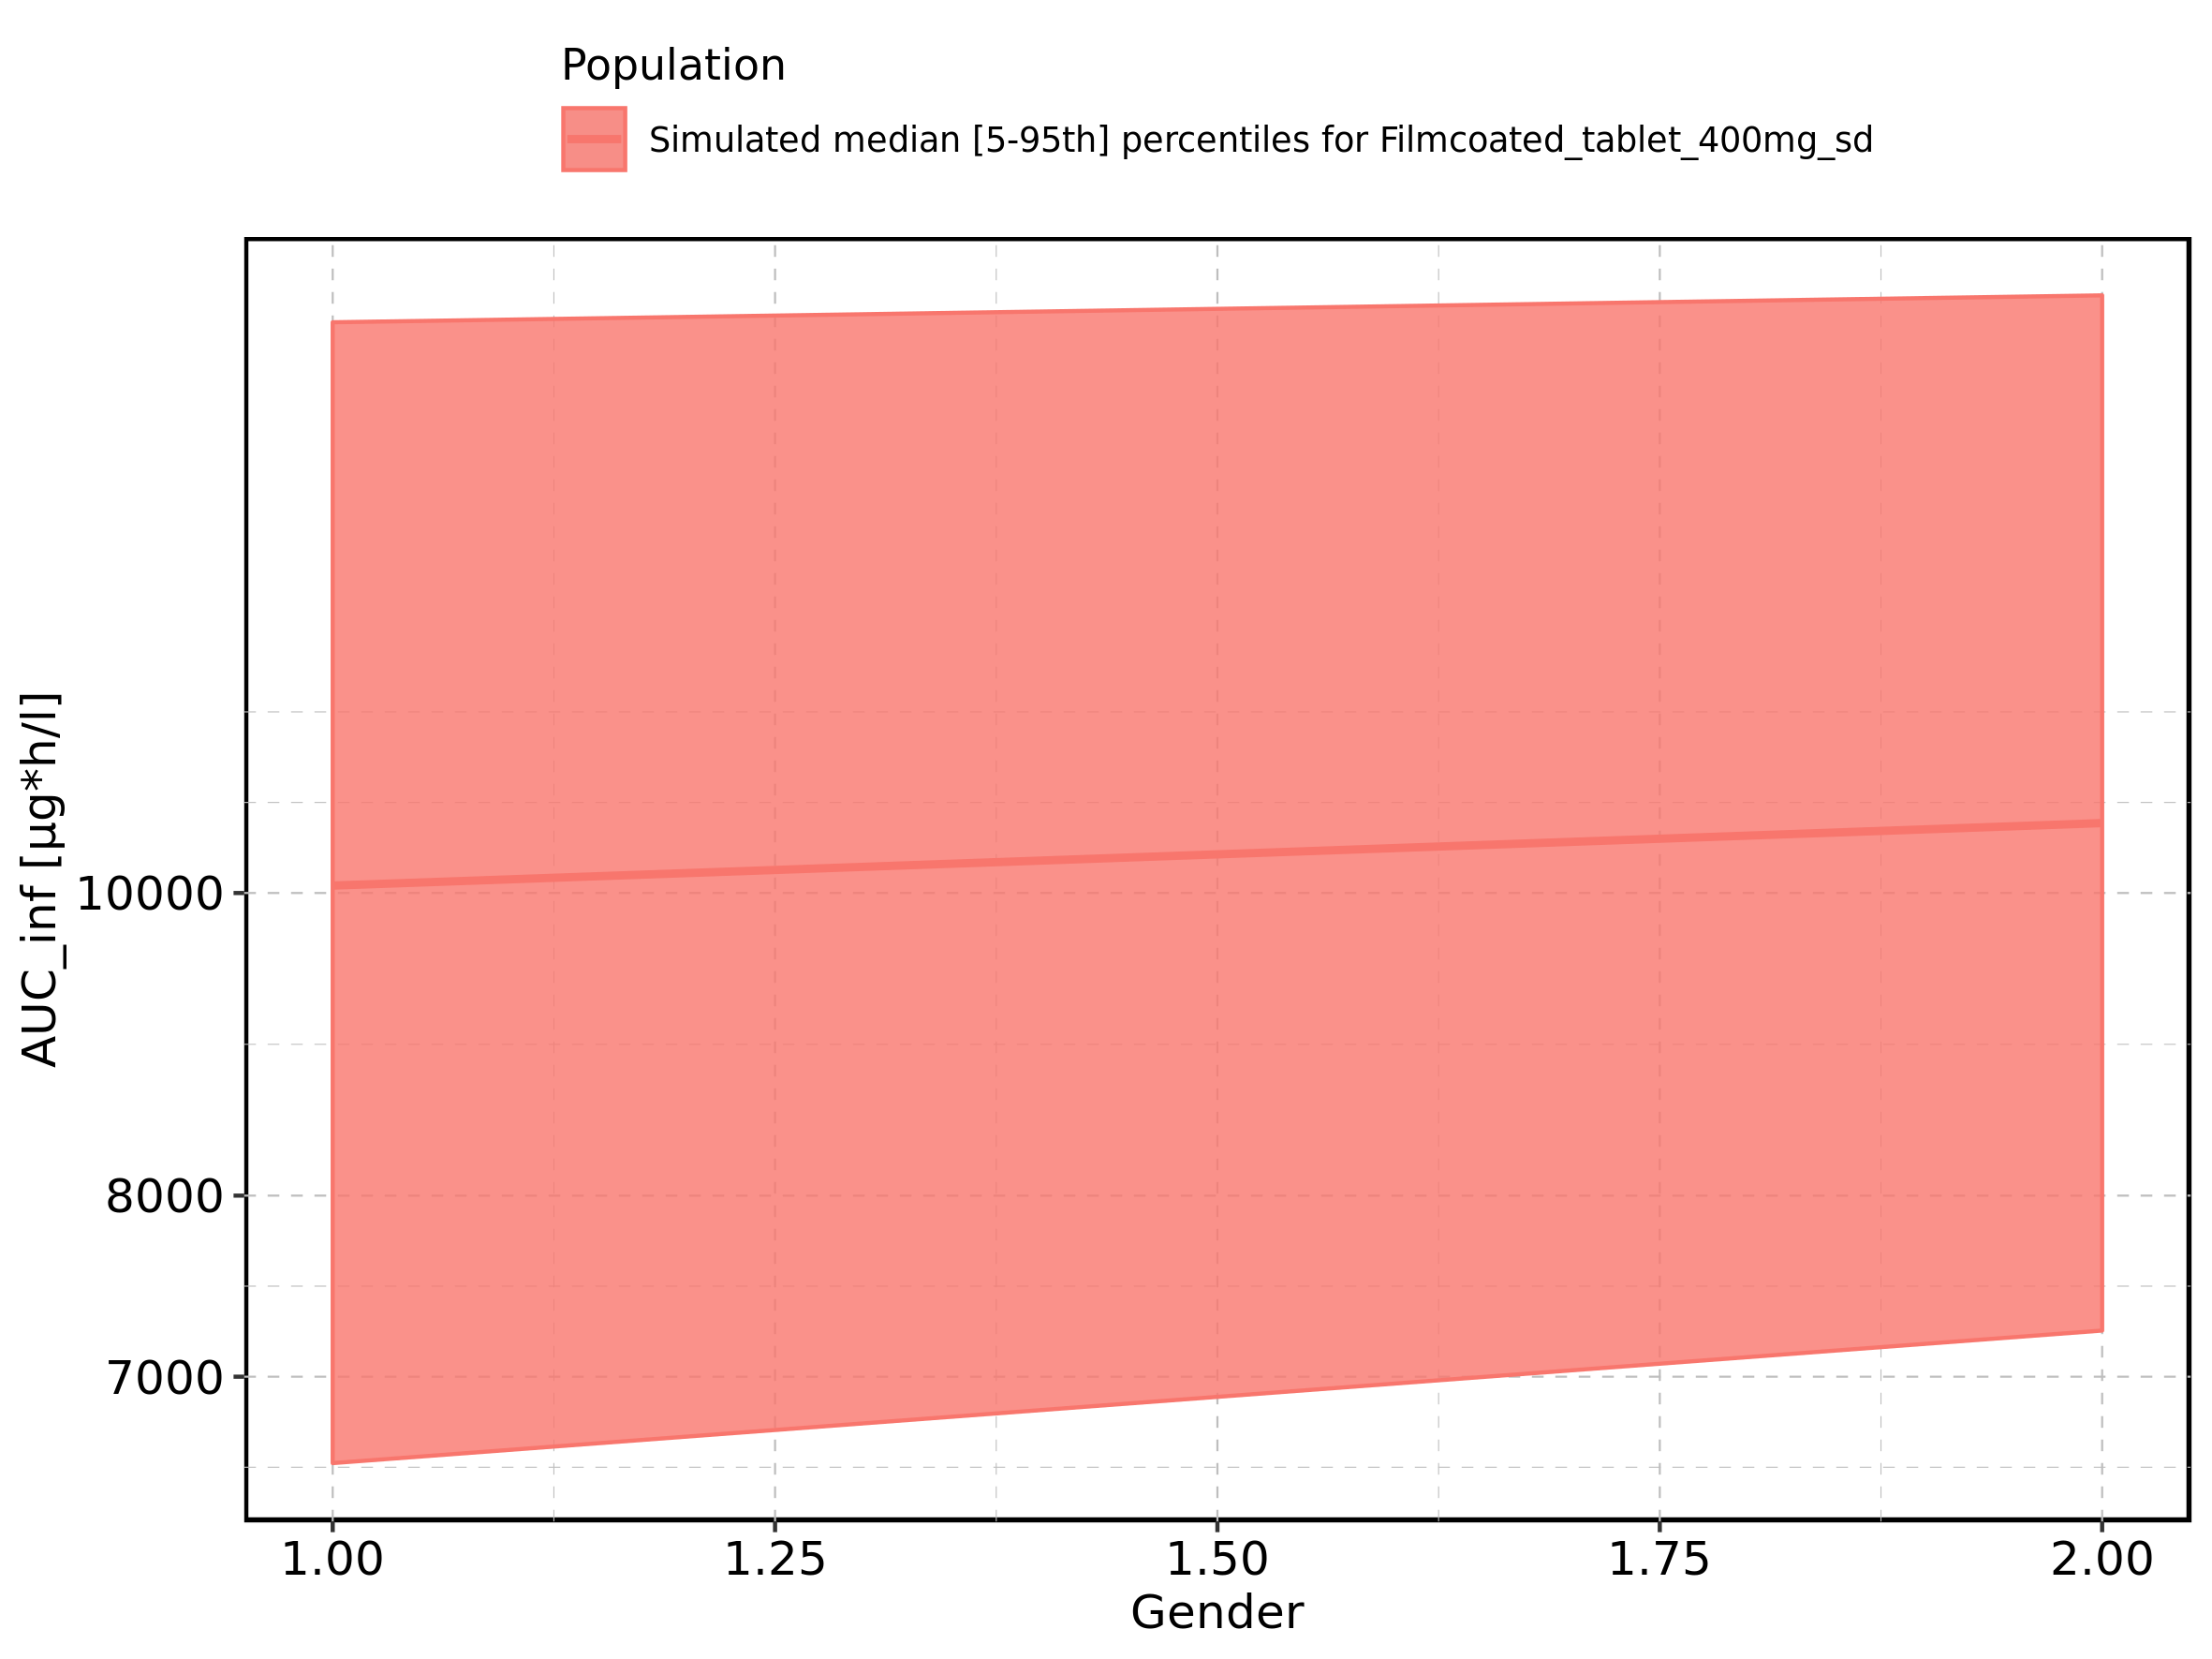 Population
Simulated median [5-95th] percentiles for Filmcoated_tablet_400mg_sd
AUC_inf [µg*h/l]
10000
8000
7000
1.00 1.25 1.50 1.75 2.00
Gender